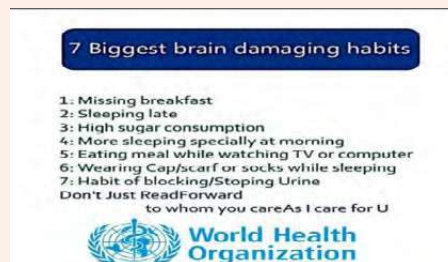 7 Biggest brain damaging habits
1: Missing breakfast
2: Sleeping late
3: High sugar consumption
4: More sleeping specially at morning
5: Eating meal while watching TV or computer
6: Wearing Cap/scarf or socks while sleeping
7: Habit of blocking/Stoping Urine
Don't Just ReadForward
to whom you careAs I care for U
World Health
Organization